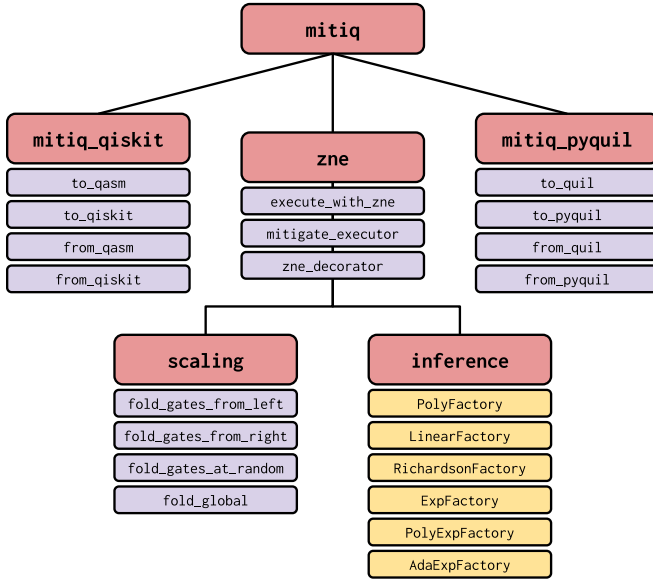 mitiq
mitiq_qiskit
to_qasm
to_qiskit
from_qasm
from_qiskit
zne
execute_with_zne
mitigate_executor
zne_decorator
mitiq_pyquil
to_quil
to_pyquil
from_quil
from_pyquil
scaling
fold_gates_from_left
fold_gates_from_right
fold_gates_at_random
fold_global
inference
PolyFactory
LinearFactory
RichardsonFactory
ExpFactory
PolyExpFactory
AdaExpFactory